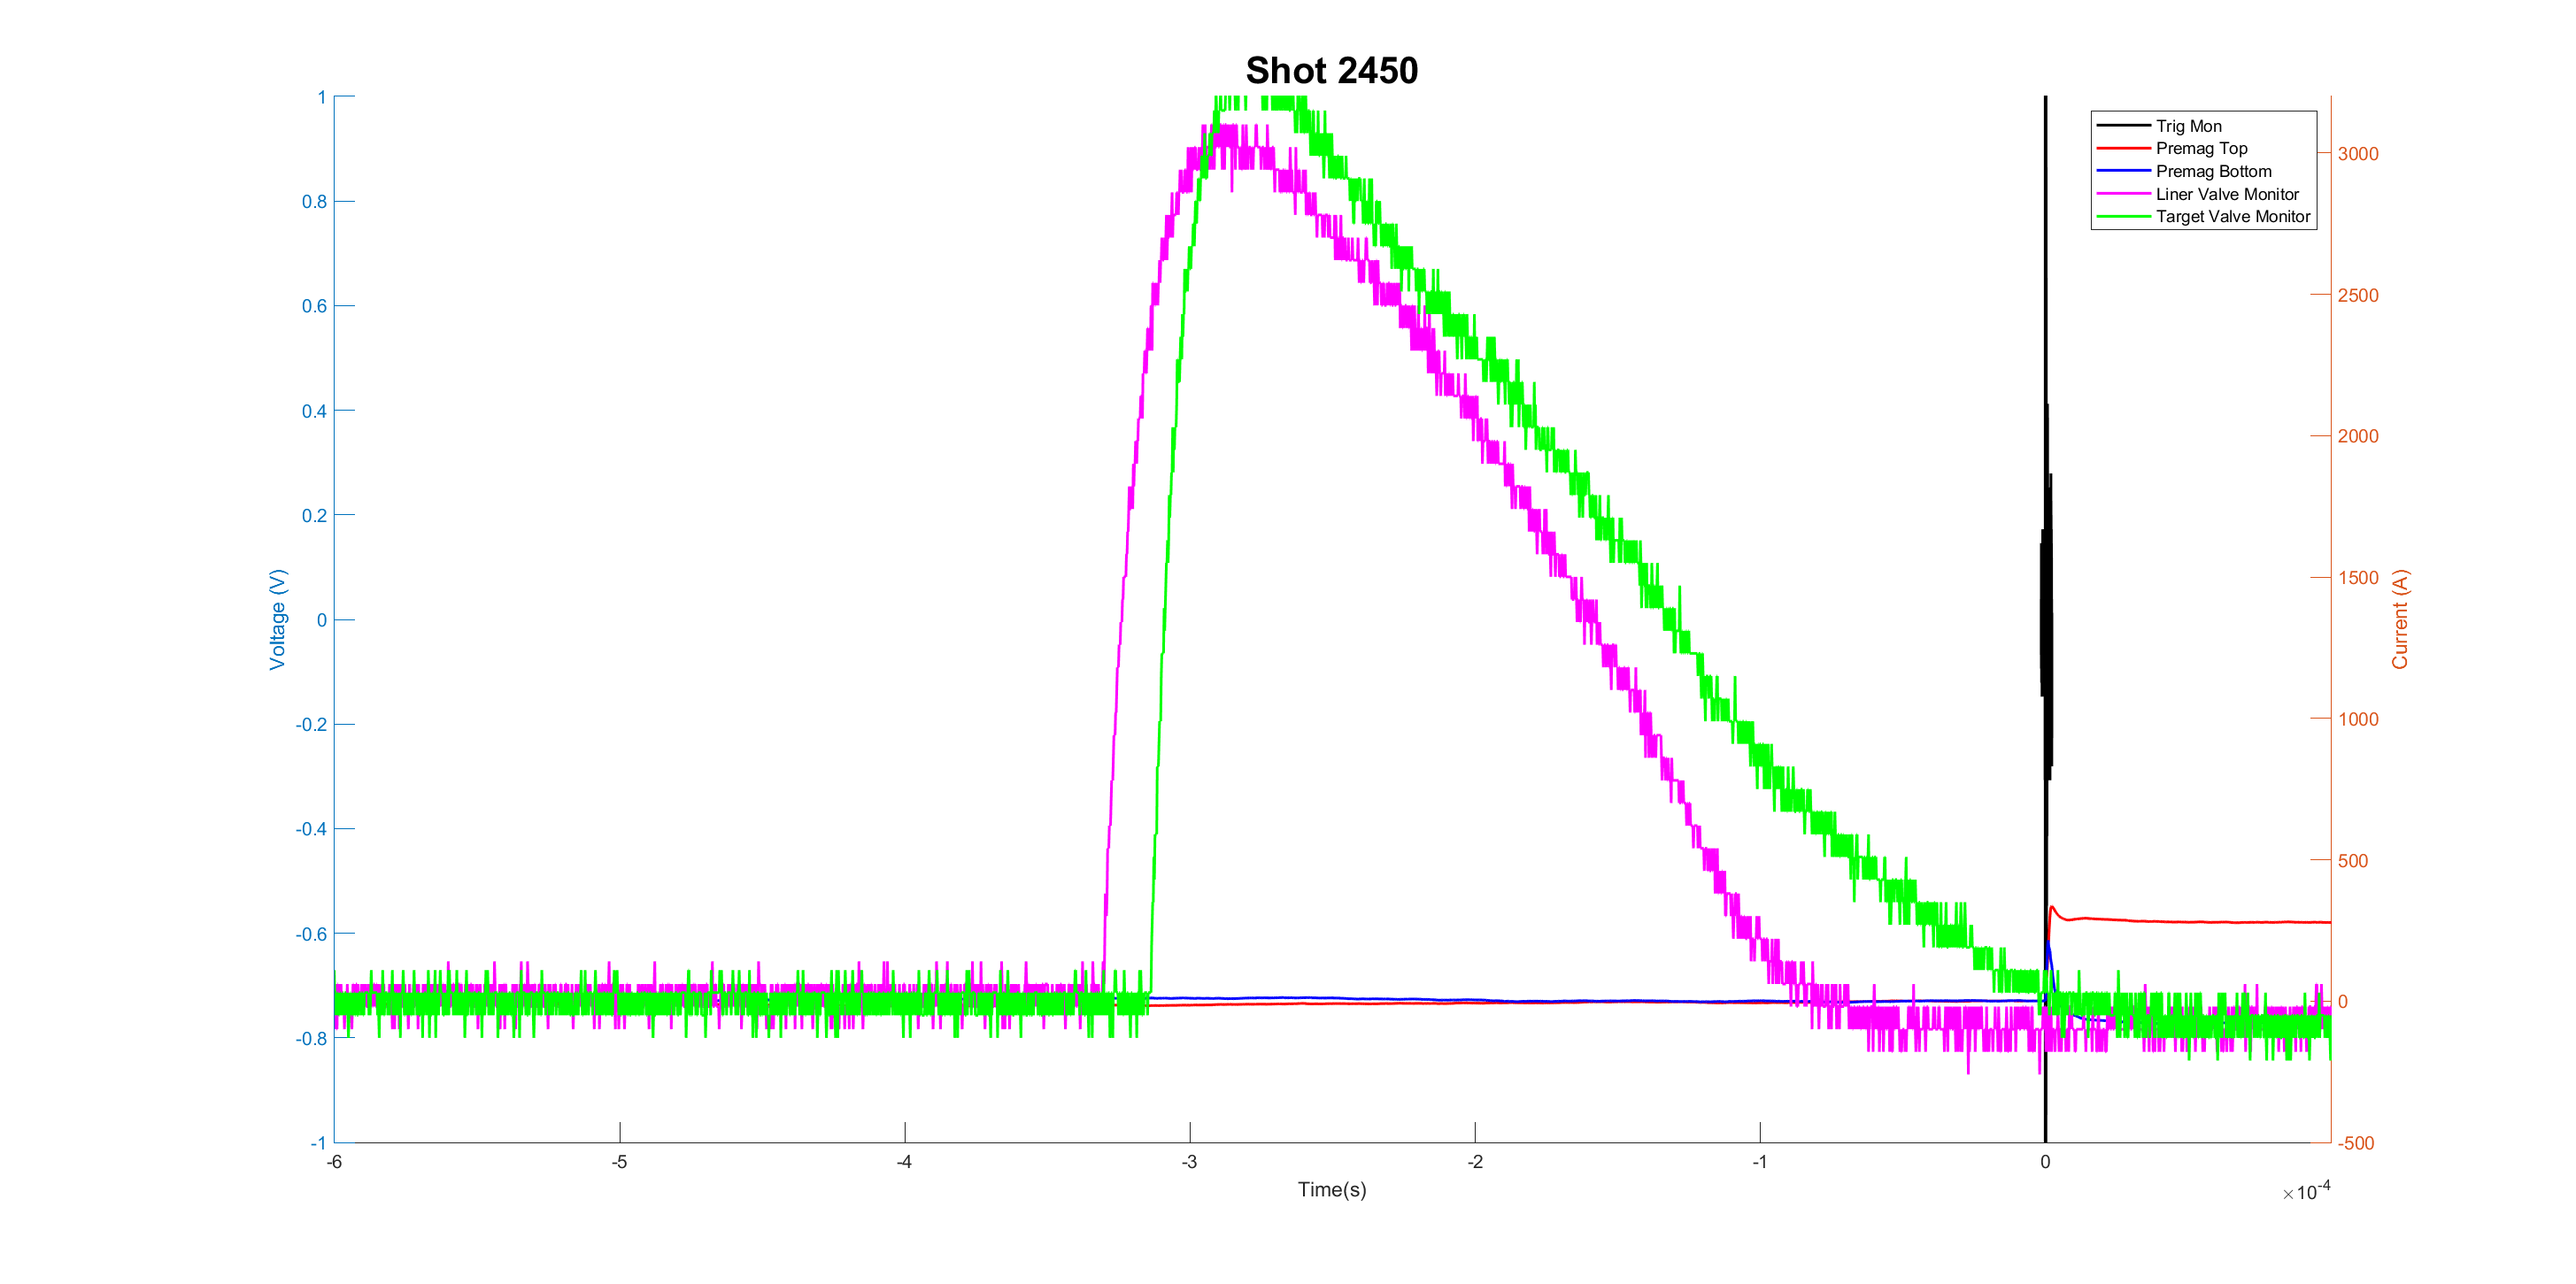 Shot 2450
1
0.8
0.6
0.4
0.2
0
-0.2
-0.4
-0.6
-0.8
-1
Voltage (V)
Trig Mon
Premag Top
Premag Bottom
Liner Valve Monitor
Target Valve Monitor
3000
2500
2000
1500
1000
500
0
-500
Current (A)
-6 -5 -4 -3 -2 -1 0
Time(s)
×10-4